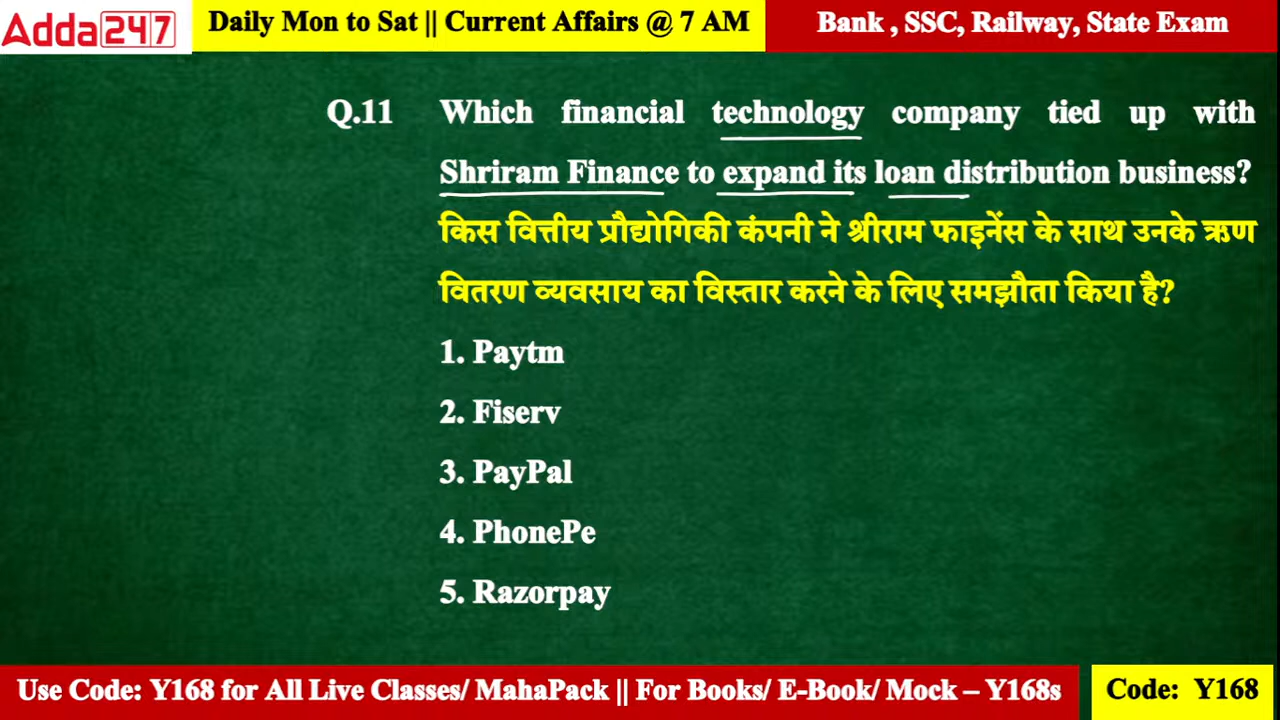 Adda247
Daily Mon to Sat || Current Affairs @ 7 AM
Bank , SSC, Railway, State Exam
Q.11 Which financial technology company tied up with
Shriram Finance to expand its loan distribution business?
किस वित्तीय प्रौद्योगिकी कंपनी ने श्रीराम फाइनेंस के साथ उनके ऋण
वितरण व्यवसाय का विस्तार करने के लिए समझौता किया है?
1. Paytm
2. Fiserv
3. PayPal
4. PhonePe
5. Razorpay
Use Code: Y168 for All Live Classes/ MahaPack || For Books/ E-Book/ Mock – Y168s
Code: Y168